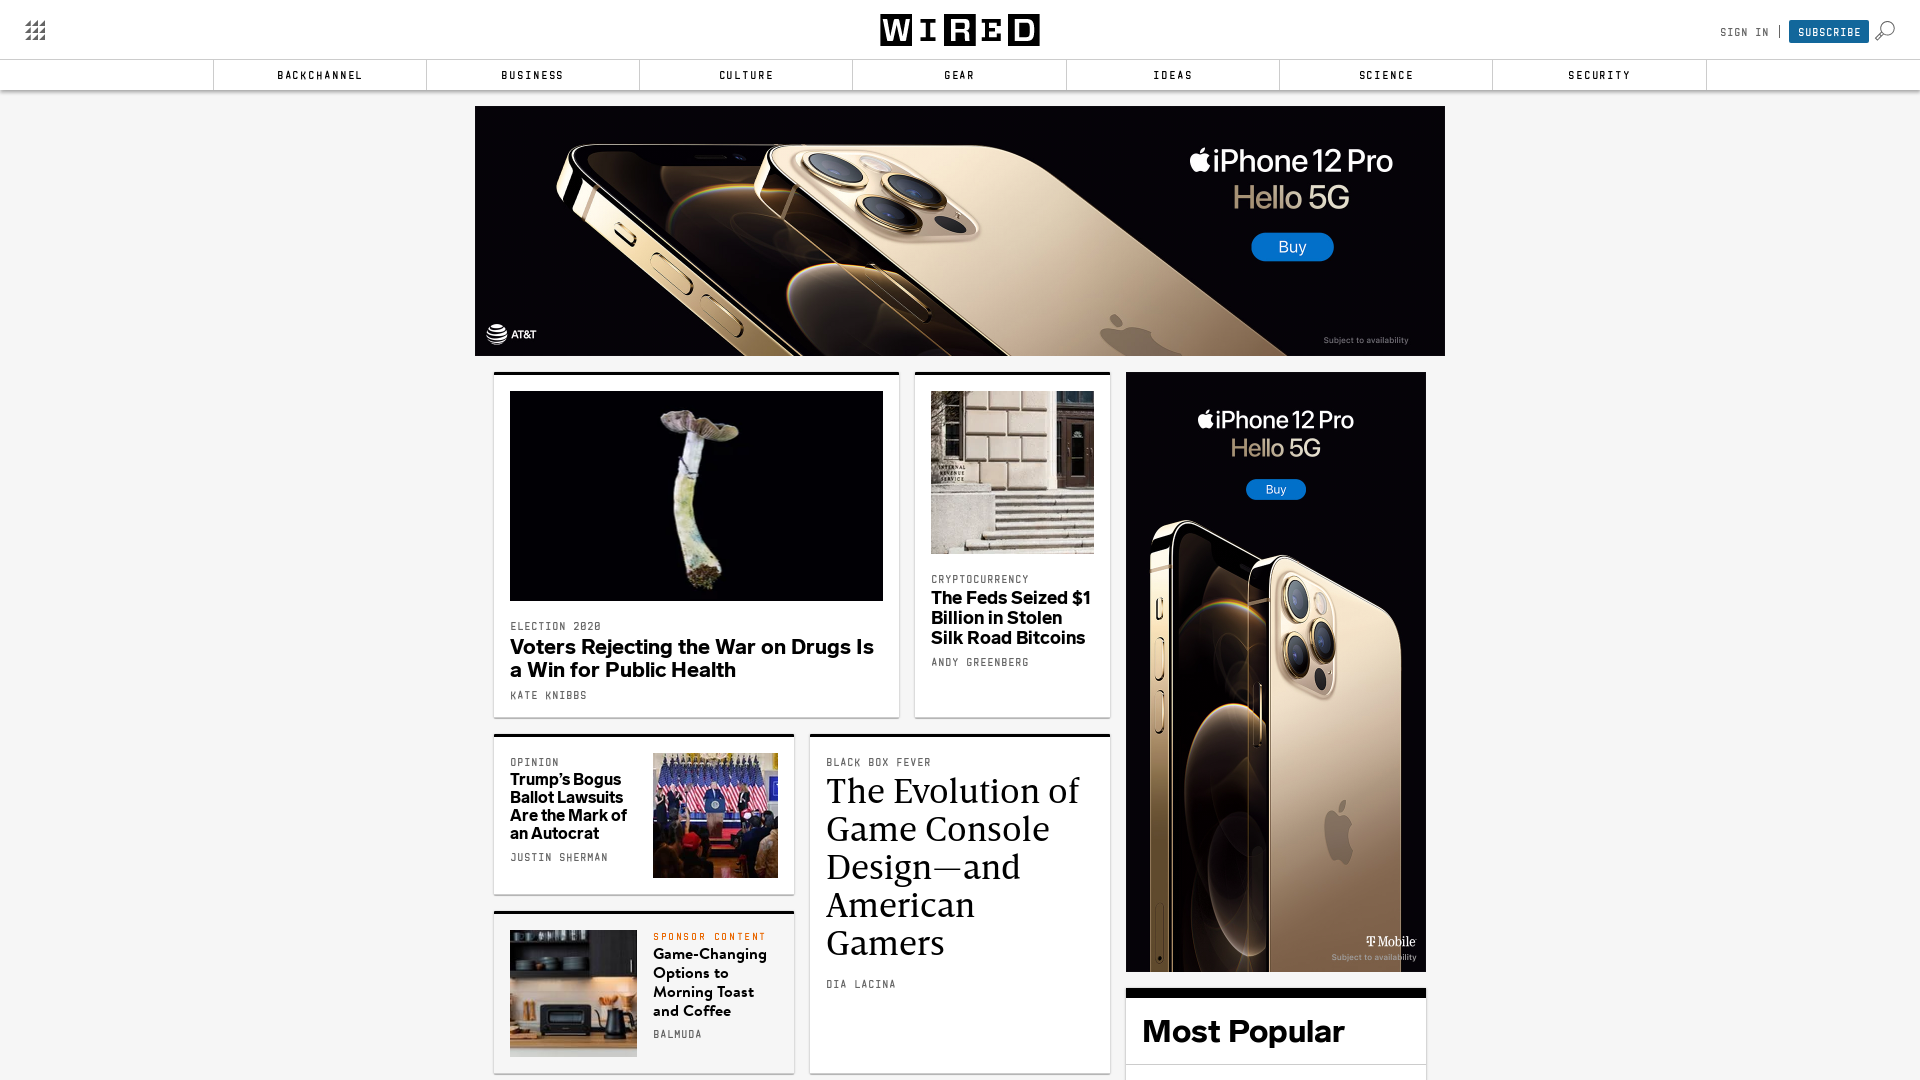 WIRED
SIGN IN
SUBSCRIBE
BACKCHANNEL
BUSINESS
CULTURE
GEAR
IDEAS
SCIENCE
SECURITY
iPhone 12 Pro
Hello 5G
Buy
AT&T
Subject to availability
INTERNAL
REVENUE
SERVICE
ELECTION 2020
Voters Rejecting the War on Drugs Is
a Win for Public Health
KATE KNIBBS
CRYPTOCURRENCY
The Feds Seized $1
Billion in Stolen
Silk Road Bitcoins
ANDY GREENBERG
iPhone 12 Pro
Hello 5G
Buy
T Mobile
Subject to availability
OPINION
Trump's Bogus
Ballot Lawsuits
Are the Mark of
an Autocrat
JUSTIN SHERMAN
BLACK BOX FEVER
The Evolution of
Game Console
Design—and
American
Gamers
DIA LACINA
SPONSOR CONTENT
Game-Changing
Options to
Morning Toast
and Coffee
BALMUDA
Most Popular